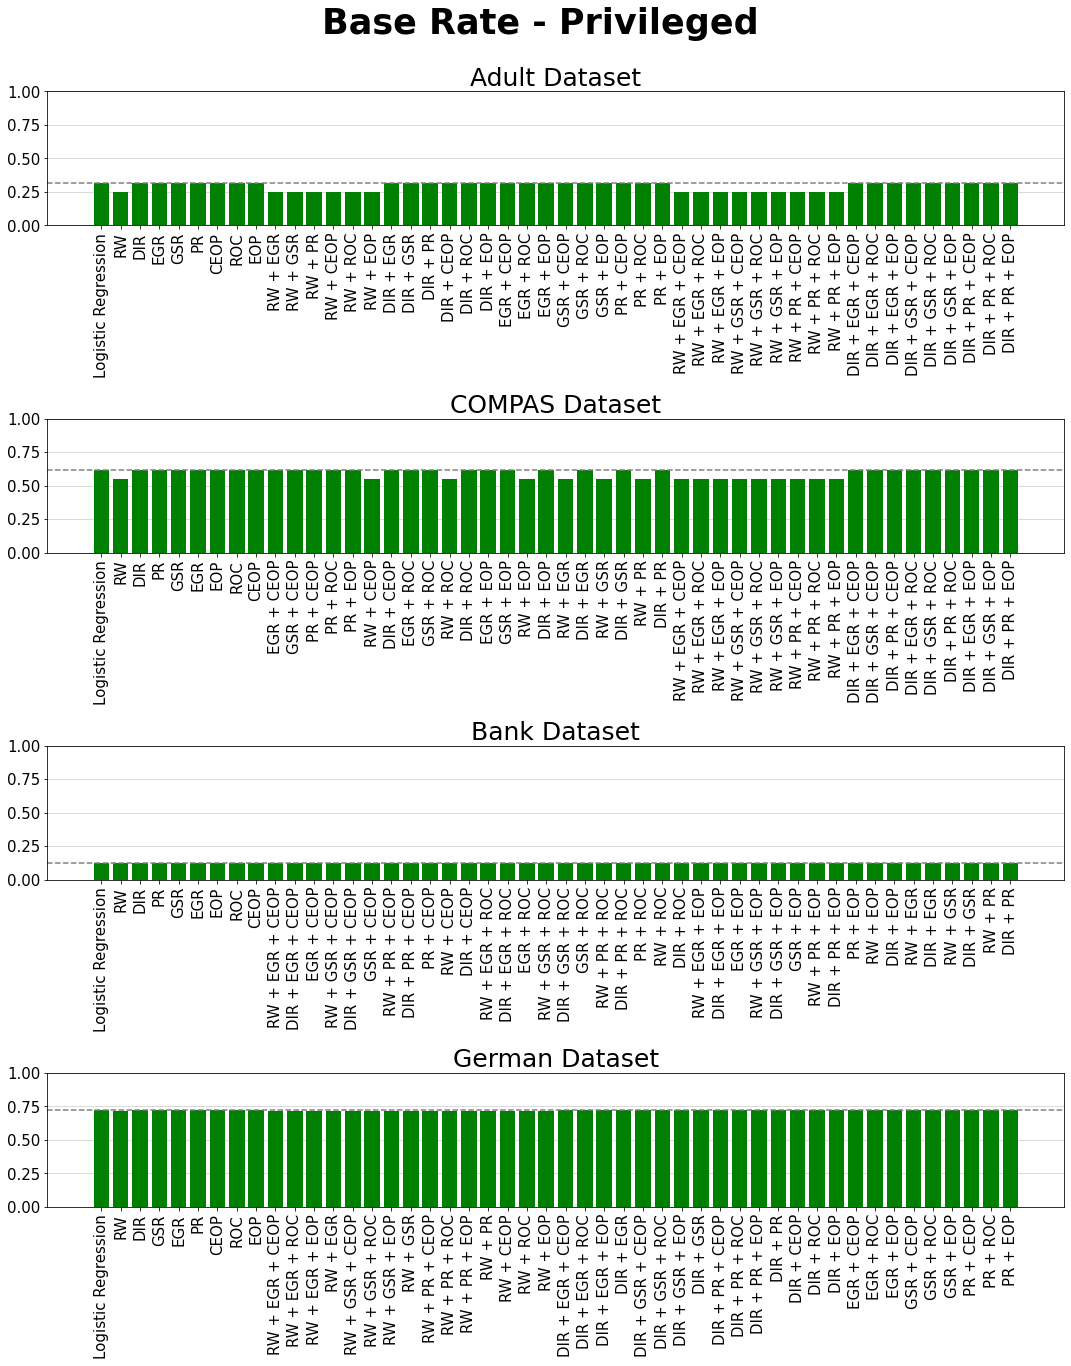 Base Rate - Privileged
Adult Dataset
1.00
0.75
0.50
0.25
0.00
Logistic Regression
RW
DIR
EGR
GSR
PR
CEOP
ROC
EOP
RW + EGR
RW + GSR
RW + PR
RW + CEOP
RW + ROC
RW + EOP
DIR + EGR
DIR + GSR
DIR + PR
DIR + CEOP
DIR + ROC
DIR + EOP
EGR + CEOP
EGR + ROC
EGR + EOP
GSR + CEOP
GSR + ROC
GSR + EOP
PR + CEOP
PR + ROC
PR + EOP
RW + EGR + CEOP
RW + EGR + ROC
RW + EGR + EOP
RW + GSR + CEOP
RW + GSR + ROC
RW + GSR + EOP
RW + PR + CEOP
RW + PR + ROC
RW + PR + EOP
DIR + EGR + CEOP
DIR + EGR + ROC
DIR + EGR + EOP
DIR + GSR + CEOP
DIR + GSR + ROC
DIR + GSR + EOP
DIR + PR + CEOP
DIR + PR + ROC
DIR + PR + EOP
COMPAS Dataset
1.00
0.75
0.50
0.25
0.00
Logistic Regression
RW
DIR
PR
GSR
EGR
EOP
ROC
CEOP
EGR + CEOP
GSR + CEOP
PR + CEOP
PR + ROC
PR + EOP
RW + CEOP
DIR + CEOP
EGR + ROC
GSR + ROC
RW + ROC
DIR + ROC
EGR + EOP
GSR + EOP
RW + EOP
DIR + EOP
RW + EGR
DIR + EGR
RW + GSR
DIR + GSR
RW + PR
DIR + PR
RW + EGR + CEOP
RW + EGR + ROC
RW + EGR + EOP
RW + GSR + CEOP
RW + GSR + ROC
RW + GSR + EOP
RW + PR + CEOP
RW + PR + ROC
RW + PR + EOP
DIR + EGR + CEOP
DIR + GSR + CEOP
DIR + PR + CEOP
DIR + EGR + ROC
DIR + GSR + ROC
DIR + PR + ROC
DIR + EGR + EOP
DIR + GSR + EOP
DIR + PR + EOP
Bank Dataset
1.00
0.75
0.50
0.25
0.00
Logistic Regression
RW
DIR
PR
GSR
EGR
EOP
ROC
CEOP
RW + EGR + CEOP
DIR + EGR + CEOP
EGR + CEOP
RW + GSR + CEOP
DIR + GSR + CEOP
GSR + CEOP
RW + PR + CEOP
DIR + PR + CEOP
PR + CEOP
RW + CEOP
DIR + CEOP
RW + EGR + ROC
DIR + EGR + ROC
EGR + ROC
RW + GSR + ROC
DIR + GSR + ROC
GSR + ROC
RW + PR + ROC
DIR + PR + ROC
PR + ROC
RW + ROC
DIR + ROC
RW + EGR + EOP
DIR + EGR + EOP
EGR + EOP
RW + GSR + EOP
DIR + GSR + EOP
GSR + EOP
RW + PR + EOP
DIR + PR + EOP
PR + EOP
RW + EOP
DIR + EOP
RW + EGR
DIR + EGR
RW + GSR
DIR + GSR
RW + PR
DIR + PR
German Dataset
1.00
0.75
0.50
0.25
0.00
Logistic Regression
RW
DIR
GSR
EGR
PR
CEOP
ROC
EOP
RW + EGR + CEOP
RW + EGR + ROC
RW + EGR + EOP
RW + EGR
RW + GSR + CEOP
RW + GSR + ROC
RW + GSR + EOP
RW + GSR
RW + PR + CEOP
RW + PR + ROC
RW + PR + EOP
RW + PR
RW + CEOP
RW + ROC
RW + EOP
DIR + EGR + CEOP
DIR + EGR + ROC
DIR + EGR + EOP
DIR + EGR
DIR + GSR + CEOP
DIR + GSR + ROC
DIR + GSR + EOP
DIR + GSR
DIR + PR + CEOP
DIR + PR + ROC
DIR + PR + EOP
DIR + PR
DIR + CEOP
DIR + ROC
DIR + EOP
EGR + CEOP
EGR + ROC
EGR + EOP
GSR + CEOP
GSR + ROC
GSR + EOP
PR + CEOP
PR + ROC
PR + EOP